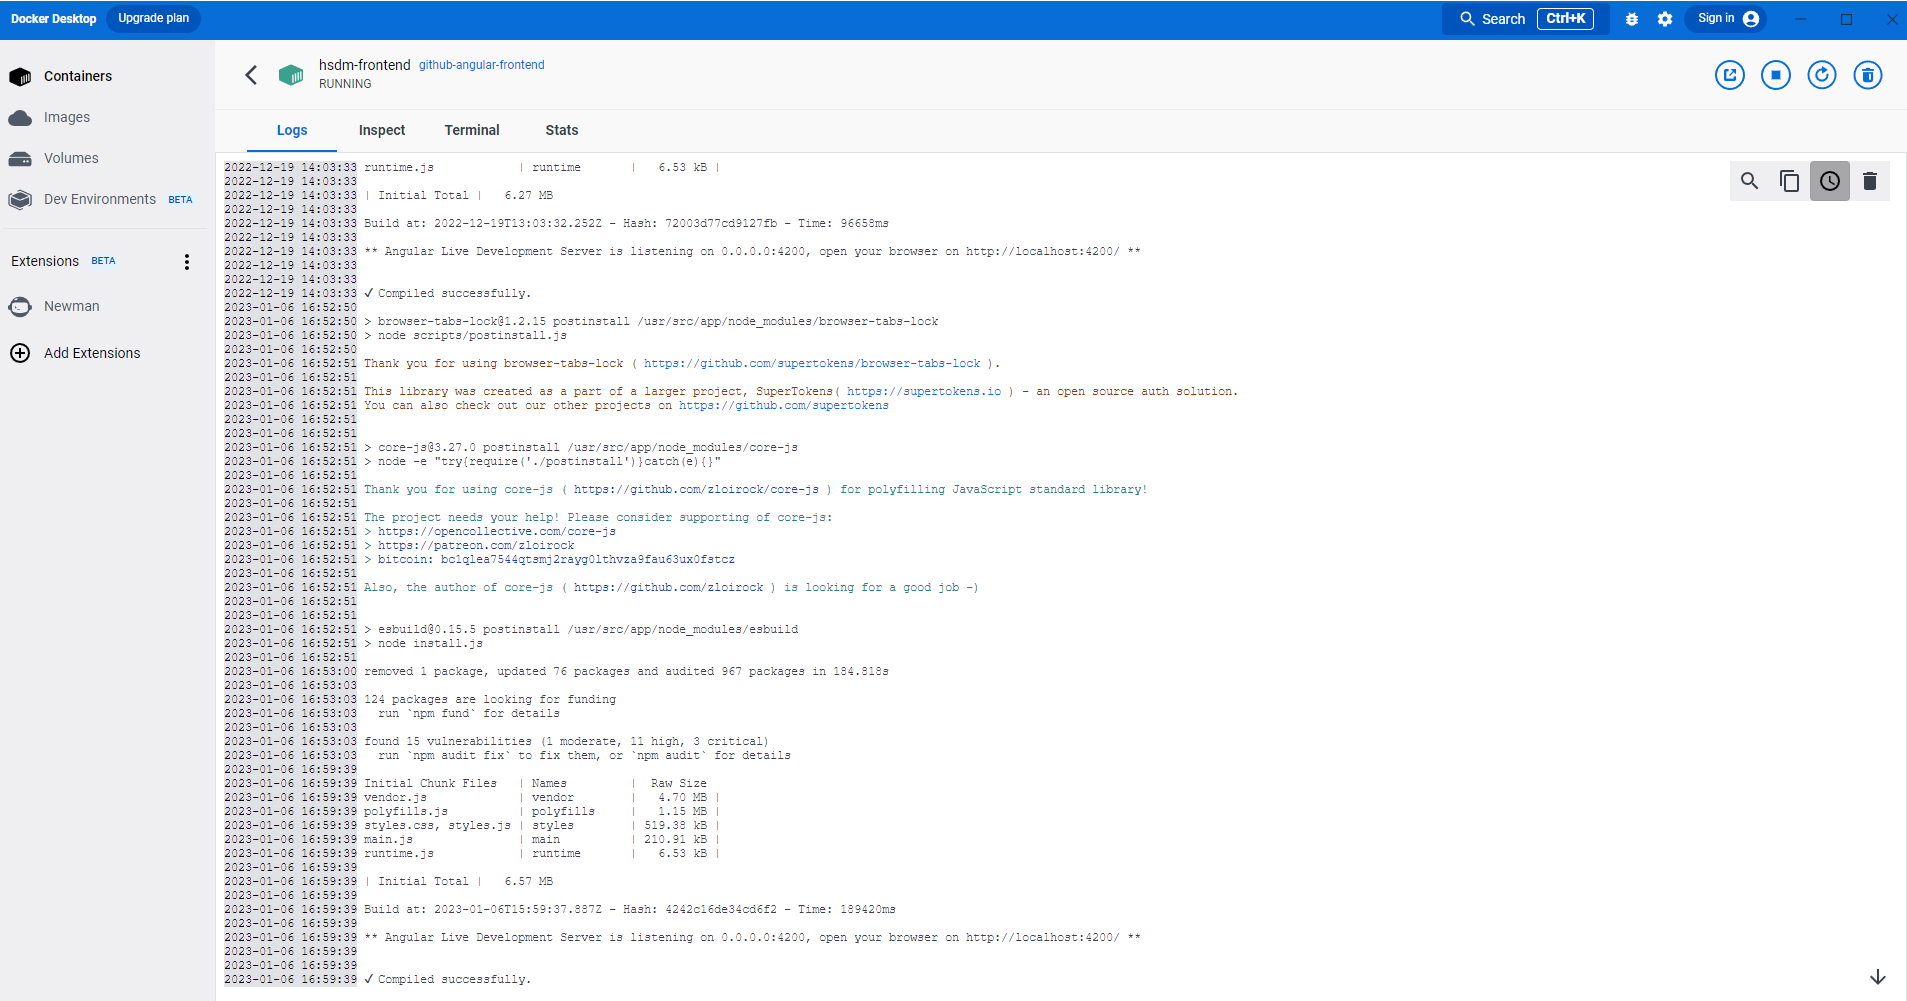 Docker Desktop Upgrade plan Search Ctrl+K Sign in
Containers
Images
Volumes
Dev Environments BETA
Extensions BETA
Newman
Add Extensions
hsdm-frontend github-angular-frontend
RUNNING
Logs Inspect Terminal Stats
2022-12-19 14:03:33 runtime.js | runtime | 6.53 kB |
2022-12-19 14:03:33
2022-12-19 14:03:33 | Initial Total | 6.27 MB
2022-12-19 14:03:33
2022-12-19 14:03:33 Build at: 2022-12-19T13:03:32.252Z - Hash: 72003d77cd9127fb - Time: 96658ms
2022-12-19 14:03:33
2022-12-19 14:03:33 ** Angular Live Development Server is listening on 0.0.0.0:4200, open your browser on http://localhost:4200/ **
2022-12-19 14:03:33
2022-12-19 14:03:33
2022-12-19 14:03:33 ✓ Compiled successfully.
2023-01-06 16:52:50
2023-01-06 16:52:50 > browser-tabs-lock@1.2.15 postinstall /usr/src/app/node_modules/browser-tabs-lock
2023-01-06 16:52:50 > node scripts/postinstall.js
2023-01-06 16:52:50
2023-01-06 16:52:51 Thank you for using browser-tabs-lock ( https://github.com/supertokens/browser-tabs-lock ).
2023-01-06 16:52:51
2023-01-06 16:52:51 This library was created as a part of a larger project, SuperTokens( https://supertokens.io ) - an open source auth solution.
2023-01-06 16:52:51 You can also check out our other projects on https://github.com/supertokens
2023-01-06 16:52:51
2023-01-06 16:52:51
2023-01-06 16:52:51 > core-js@3.27.0 postinstall /usr/src/app/node_modules/core-js
2023-01-06 16:52:51 > node -e "try{require('./postinstall')}catch(e){}"
2023-01-06 16:52:51
2023-01-06 16:52:51 Thank you for using core-js ( https://github.com/zloirock/core-js ) for polyfilling JavaScript standard library!
2023-01-06 16:52:51
2023-01-06 16:52:51 The project needs your help! Please consider supporting of core-js:
2023-01-06 16:52:51 > https://opencollective.com/core-js
2023-01-06 16:52:51 > https://patreon.com/zloirock
2023-01-06 16:52:51 > bitcoin: bc1qlea7544qtsmj2rayg0lthvza9fau63ux0fstcz
2023-01-06 16:52:51
2023-01-06 16:52:51 Also, the author of core-js ( https://github.com/zloirock ) is looking for a good job -)
2023-01-06 16:52:51
2023-01-06 16:52:51
2023-01-06 16:52:51 > esbuild@0.15.5 postinstall /usr/src/app/node_modules/esbuild
2023-01-06 16:52:51 > node install.js
2023-01-06 16:52:51
2023-01-06 16:53:00 removed 1 package, updated 76 packages and audited 967 packages in 184.818s
2023-01-06 16:53:03
2023-01-06 16:53:03 124 packages are looking for funding
2023-01-06 16:53:03 run `npm fund` for details
2023-01-06 16:53:03
2023-01-06 16:53:03 found 15 vulnerabilities (1 moderate, 11 high, 3 critical)
2023-01-06 16:53:03 run `npm audit fix` to fix them, or `npm audit` for details
2023-01-06 16:59:39
2023-01-06 16:59:39 Initial Chunk Files | Names | Raw Size
2023-01-06 16:59:39 vendor.js | vendor | 4.70 MB |
2023-01-06 16:59:39 polyfills.js | polyfills | 1.15 MB |
2023-01-06 16:59:39 styles.css, styles.js | styles | 519.38 kB |
2023-01-06 16:59:39 main.js | main | 210.91 kB |
2023-01-06 16:59:39 runtime.js | runtime | 6.53 kB |
2023-01-06 16:59:39
2023-01-06 16:59:39 | Initial Total | 6.57 MB
2023-01-06 16:59:39
2023-01-06 16:59:39 Build at: 2023-01-06T15:59:37.887Z - Hash: 4242c16de34cd6f2 - Time: 189420ms
2023-01-06 16:59:39
2023-01-06 16:59:39 ** Angular Live Development Server is listening on 0.0.0.0:4200, open your browser on http://localhost:4200/ **
2023-01-06 16:59:39
2023-01-06 16:59:39
2023-01-06 16:59:39 ✓ Compiled successfully.